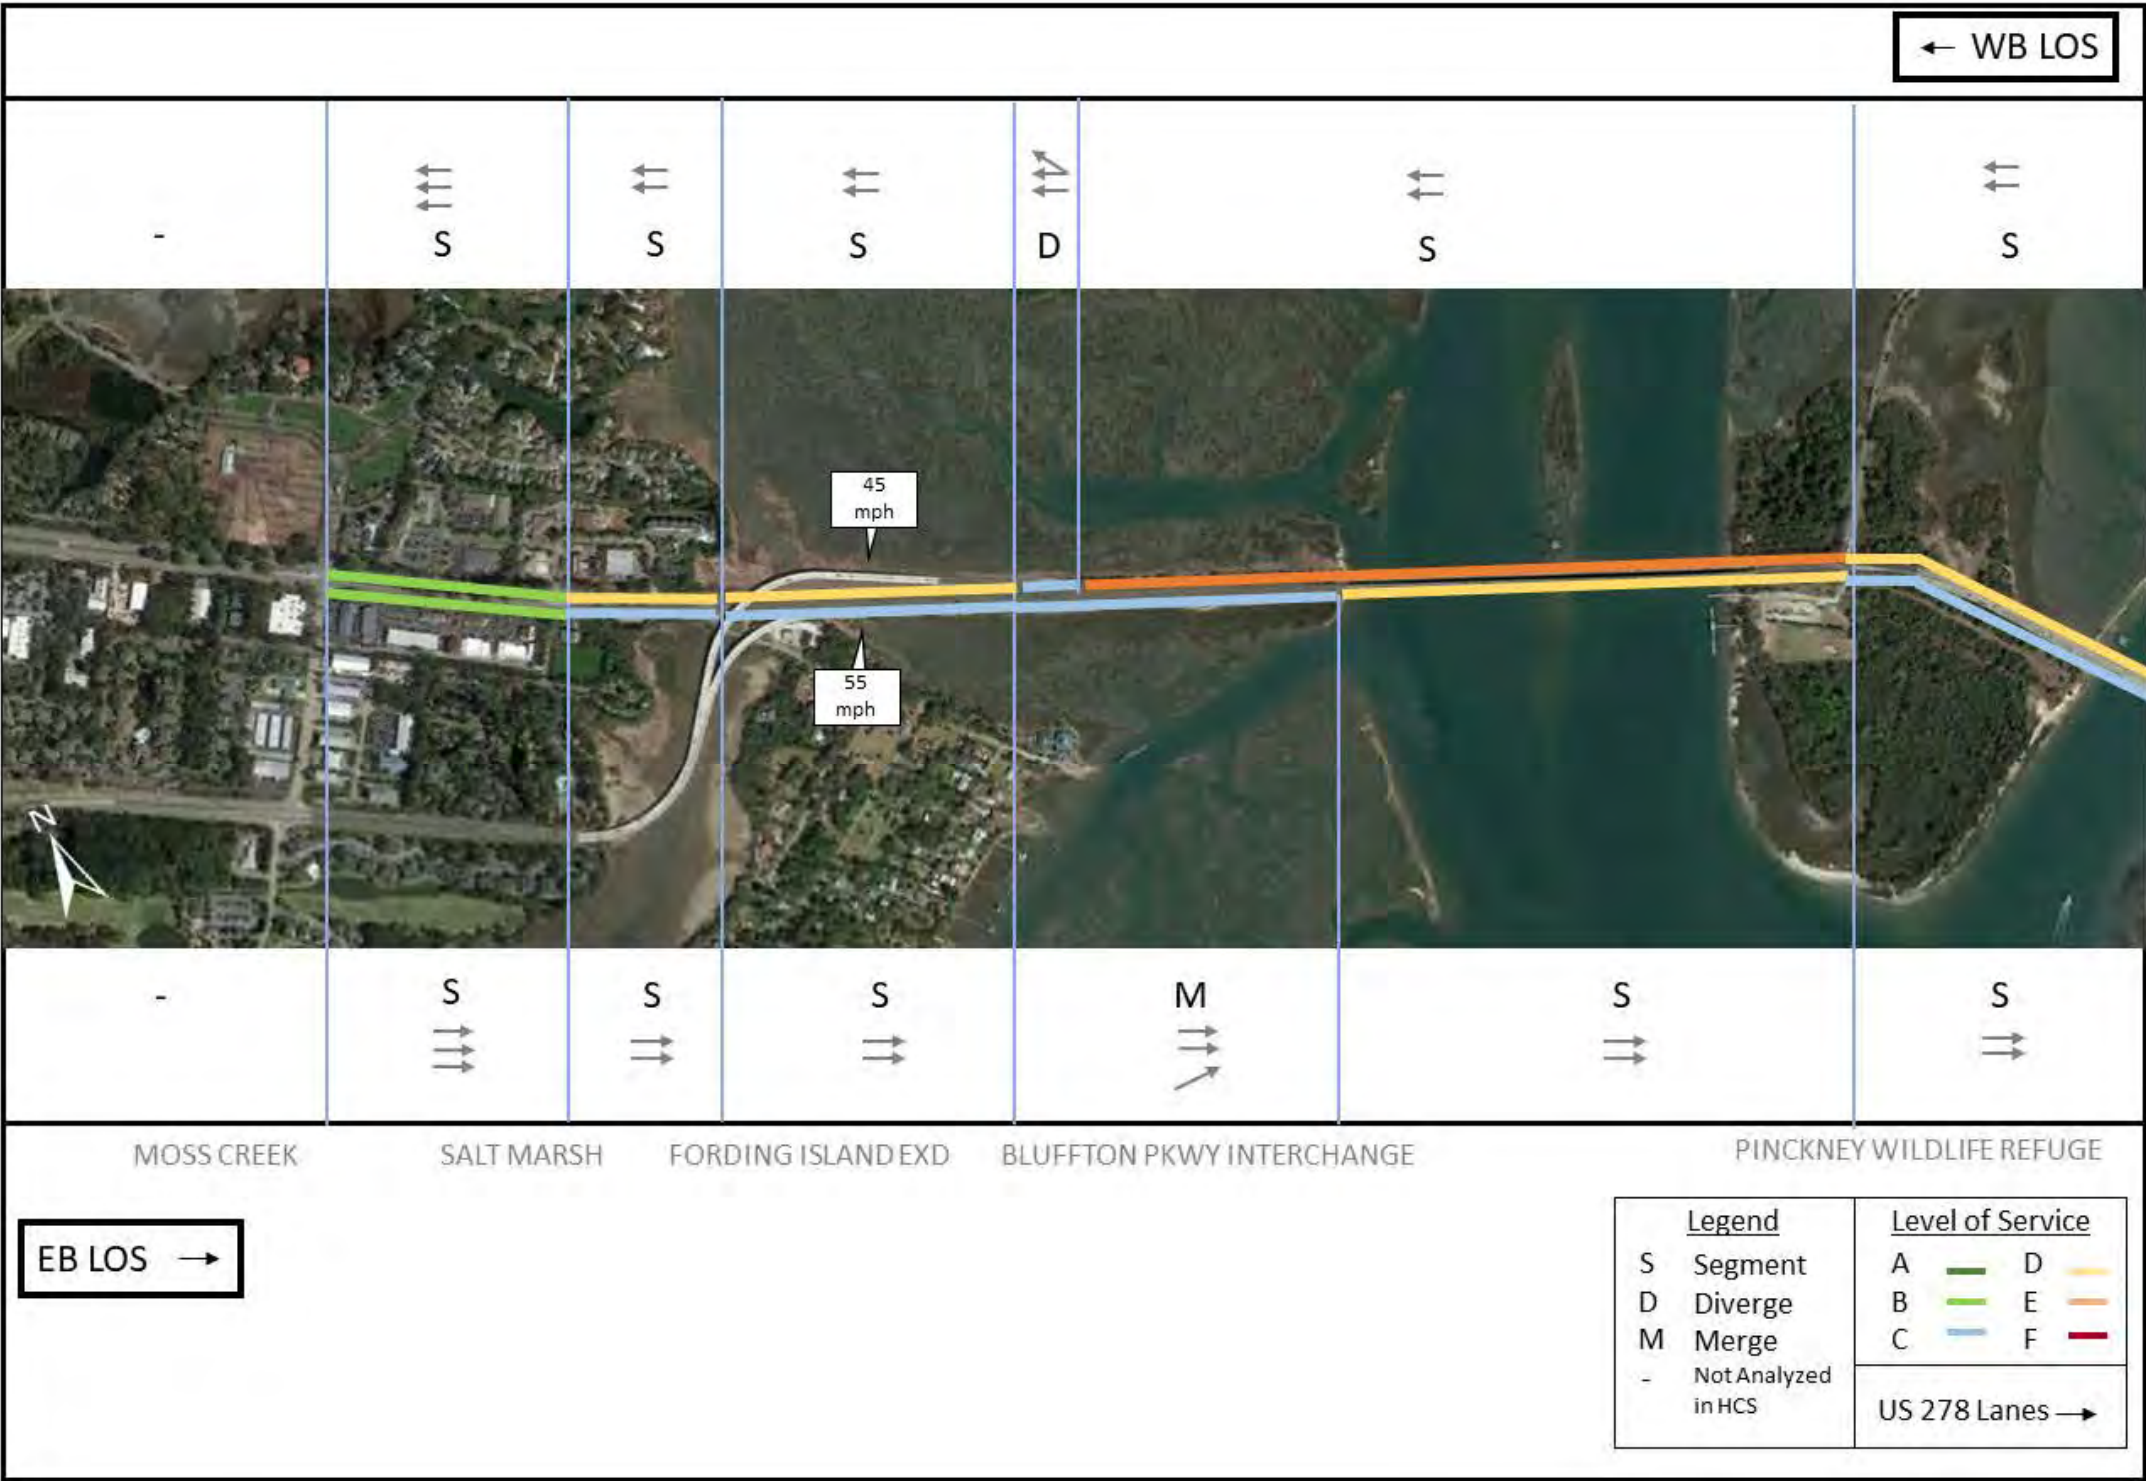 ← WB LOS
-
S
S
S
D
S
S
45
mph
55
mph
N
-
S
S
S
M
S
S
MOSS CREEK
SALT MARSH
FORDING ISLAND EXD
BLUFFTON PKWY INTERCHANGE
PINCKNEY WILDLIFE REFUGE
EB LOS →
Legend
S Segment
D Diverge
M Merge
- Not Analyzed
in HCS
Level of Service
A D
B E
C F
US 278 Lanes →